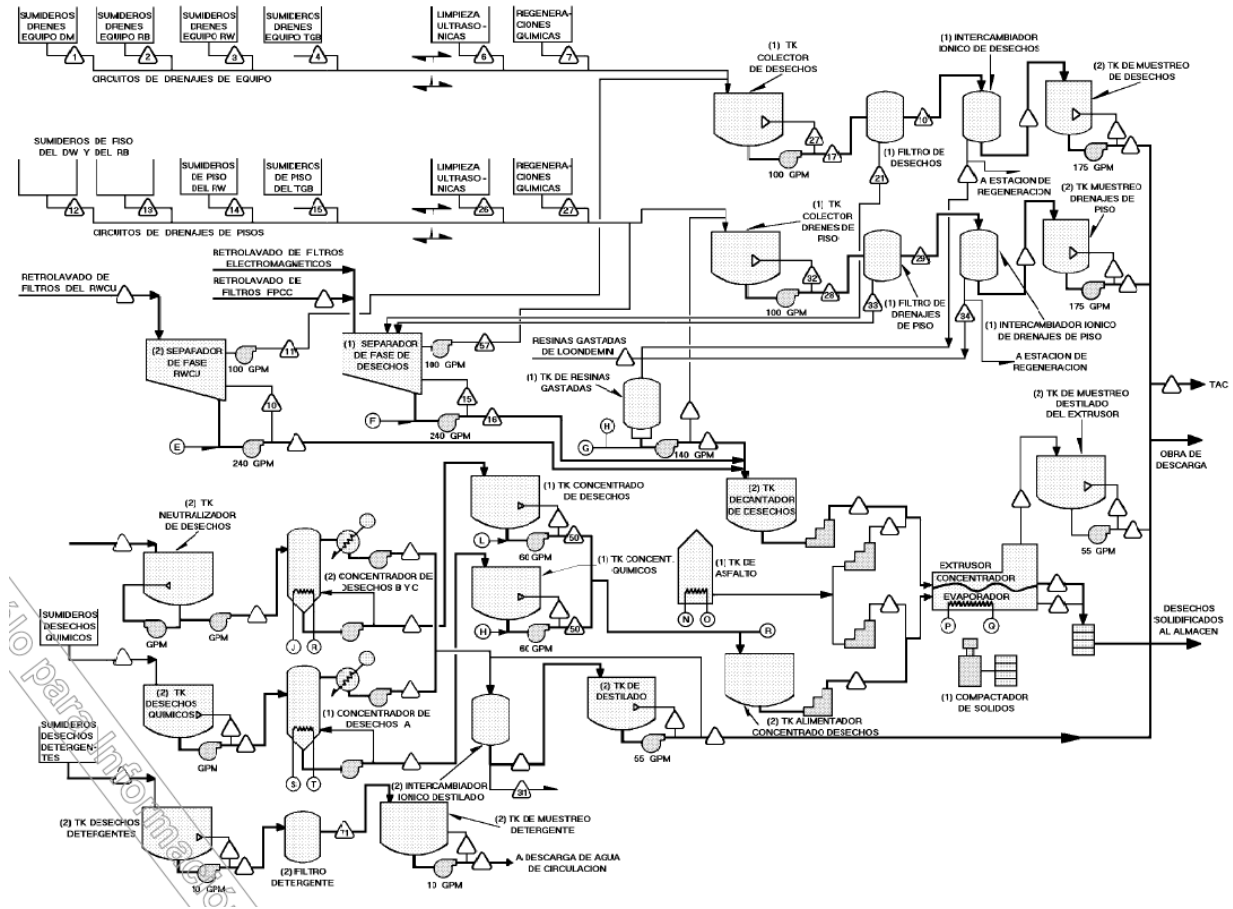 SUMIDEROS
DRENES
EQUIPO DM
SUMIDEROS
DRENES
EQUIPO RB
SUMIDEROS
DRENES
EQUIPO RW
SUMIDEROS
DRENES
EQUIPO TGB
LIMPIEZA
ULTRASO-
NICAS
REGENERA-
CIONES
QUIMICAS
1
2
3
4
6
7
CIRCUITOS DE DRENAJES DE EQUIPO
(1) TK
COLECTOR
DE DESECHOS
(1) INTERCAMBIADOR
IONICO DE DESECHOS
(2) TK DE MUESTREO
DE DESECHOS
27
17
100 GPM
(1) FILTRO DE
DESECHOS
21
A ESTACION DE
REGENERACION
175 GPM
SUMIDEROS DE FISO
DEL DW Y DEL RB
SUMIDEROS
DE PISO
DEL RW
SUMIDEROS
DE PISO
DEL TGB
LIMPIEZA
ULTRASO-
NICAS
REGENERA-
CIONES
QLIMICAS
12
13
14
15
26
27
CIRCUITOS DE DRENAJES DE PISOS
(1) TK
COLECTOR
DRENES DE
PISO
(2) TK MUESTREO
DRENAJES DE
PISO
32
28
29
33
34
100 GPM
(1) FILTRO DE
DRENAJES
DE PISO
175 GPM
(1) INTERCAMBIADOR IONICO
DE DRENAJES DE PISO
A ESTACION DE
REGENERACION
RETROLAVADO DE FILTROS
ELECTROMAGNETICOS
RETROLAVADO DE
FILTROS DEL RWCU
RETROLAVADO DE
FILTROS FPCC
(2) SEPARADOR
DE FASE
RWCU
11
100 GPM
10
E
240 GPM
(1) SEPARADOR
DE FASE DE
DESECHOS
57
100 GPM
15
16
F
240 GPM
RESINAS GASTADAS
DE LOONDEMIN
(1) TK DE RESINAS
GASTADAS
H
G
140 GPM
TAC
(2) TK DE MUESTREO
DESTILADO
DEL EXTRUSOR
OBRA DE
DESCARGA
55 GPM
(2) TK
NEUTRALIZADOR
DE DESECHOS
GPM
GPM
(2) CONCENTRADOR DE
DESECHOS B Y C
J
R
(1) TK CONCENTRADO
DE DESECHOS
L
50
60 GPM
(1) TK CONCENT.
QUIMICOS
H
50
60 GPM
(2) TK
DECANTADOR
DE DESECHOS
(1) TK DE
ASFALTO
N
O
R
EXTRUSOR
CONCENTRADOR
EVAPORADOR
P
Q
DESECHOS
SOLIDIFICADOS
AL ALMACEN
(1) COMPACTADOR
DE SOLIDOS
SUMIDEROS
DESECHOS
QUIMICOS
(2) TK
DESECHOS
QUIMICOS
GPM
(1) CONCENTRADOR DE
DESECHOS A
S
T
(2) TK DE
DESTILADO
55 GPM
(2) TK ALIMENTADOR
CONCENTRADO DESECHOS
(2) INTERCAMBIADOR
IONICO DESTILADO
31
SUMIDEROS
DESECHOS
DETERGEN-
TES
(2) TK DESECHOS
DETERGENTES
10 GPM
(2) FILTRO
DETERGENTE
71
(2) TK DE MUESTREO
DETERGENTE
10 GPM
A DESCARGA DE AGUA
DE CIRCULACION
para Información